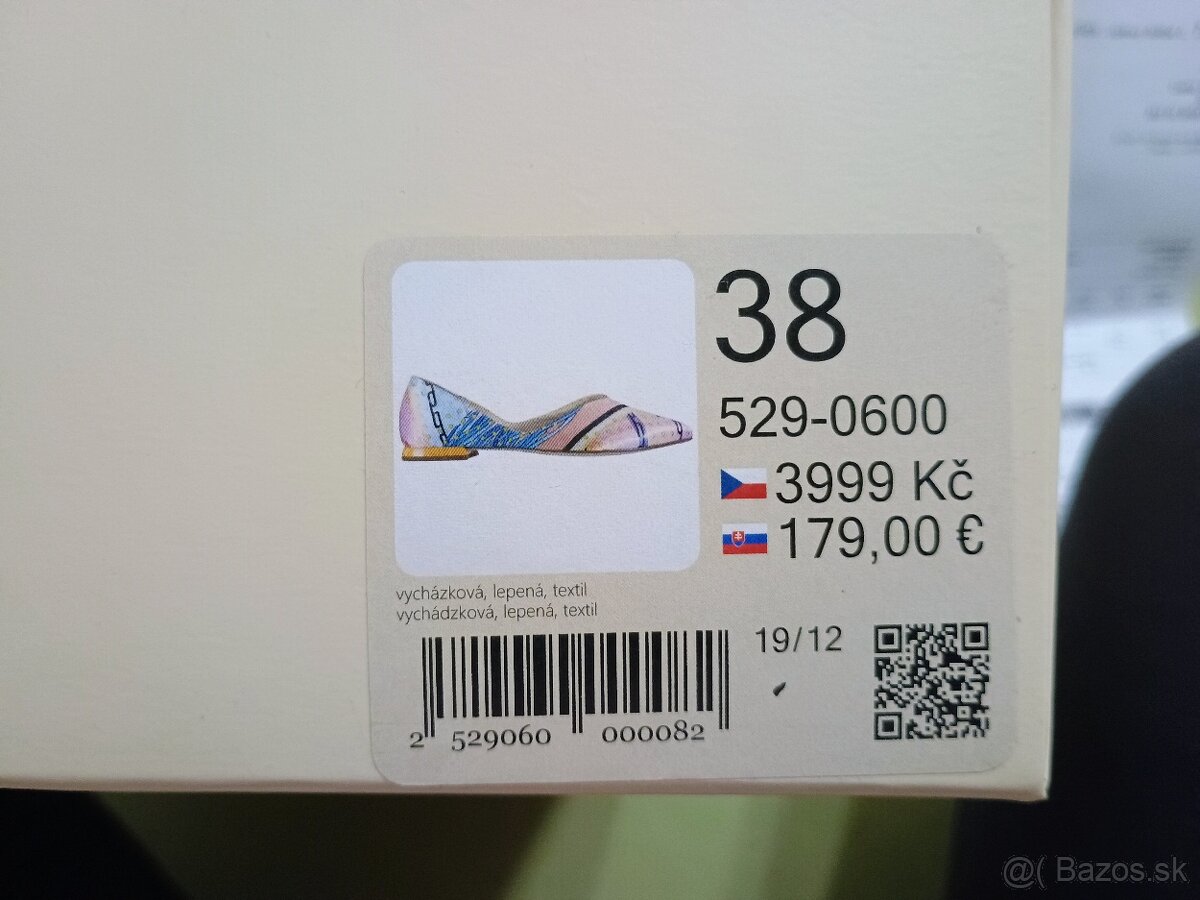 38
529-0600
3999 Kč
179,00 €
vycházková, lepená, textil
vychádzková, lepená, textil
19/12
2 529060 000082
@( Bazos.sk